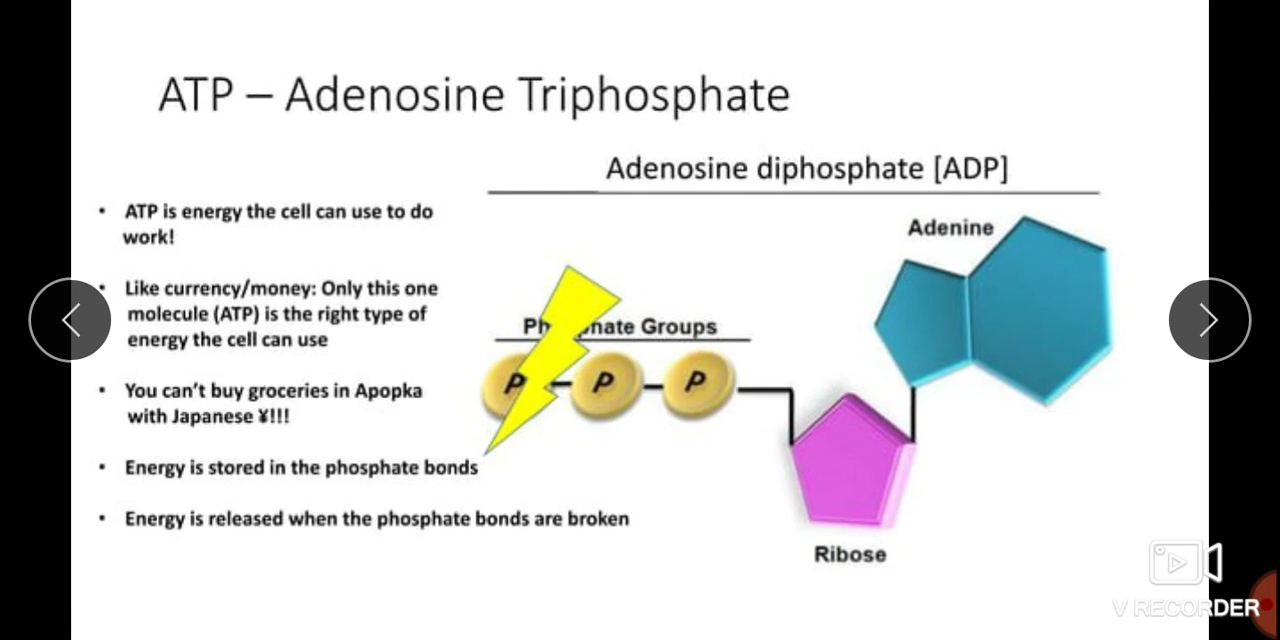 ATP – Adenosine Triphosphate
Adenosine diphosphate [ADP]
• ATP is energy the cell can use to do
work!
• Like currency/money: Only this one
molecule (ATP) is the right type of
energy the cell can use
• You can't buy groceries in Apopka
with Japanese ¥!!!
• Energy is stored in the phosphate bonds
• Energy is released when the phosphate bonds are broken
Adenine
Groups
P P P
Ribose
V RECORDER